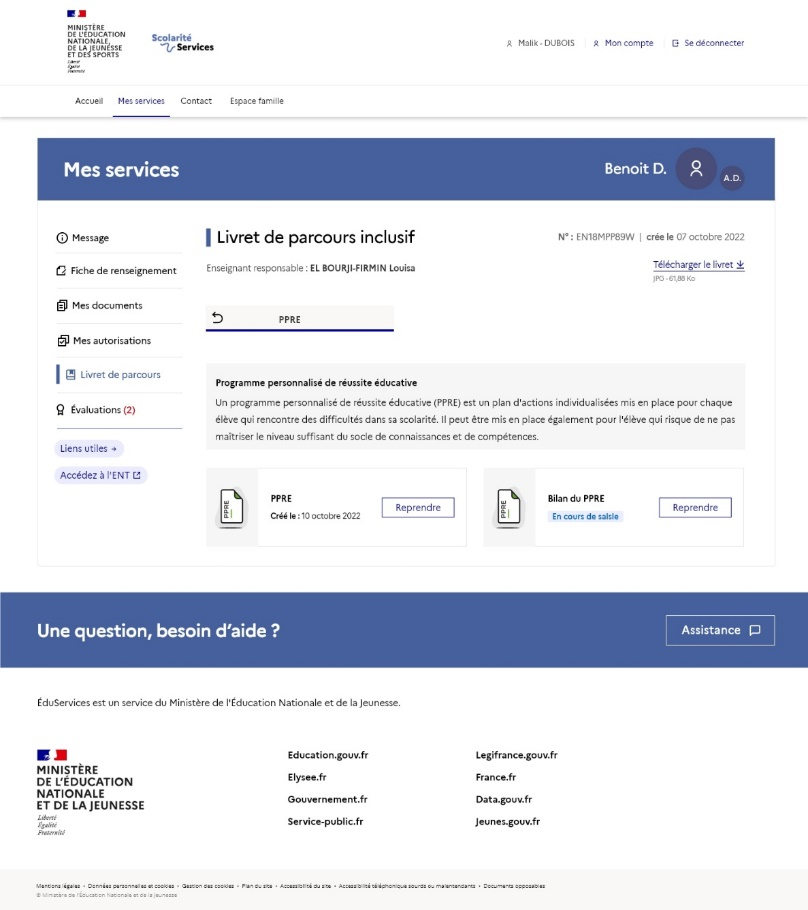 MINISTÈRE
DE L'ÉDUCATION
NATIONALE,
DE LA JEUNESSE
ET DES SPORTS
Liberté
Égalité
Fraternité
Scolarité
Services
Malik - DUBOIS
Mon compte
Se déconnecter
Accueil
Mes services
Contact
Espace famille
Mes services
Benoit D.
A.D.
Message
Fiche de renseignement
Mes documents
Mes autorisations
Livret de parcours
Évaluations (2)
Liens utiles
Accédez à l'ENT
Livret de parcours inclusif
N° : EN18MPP89W | crée le 07 octobre 2022
Enseignant responsable : EL BOURJI-FIRMIN Louisa
Télécharger le livret
JPG - 61,88 Ko
PPRE
Programme personnalisé de réussite éducative
Un programme personnalisé de réussite éducative (PPRE) est un plan d'actions individualisées mis en place pour chaque
élève qui rencontre des difficultés dans sa scolarité. Il peut être mis en place également pour l'élève qui risque de ne pas
maîtriser le niveau suffisant du socle de connaissances et de compétences.
PPRE
PPRE
Créé le : 10 octobre 2022
Reprendre
PPRE
Bilan du PPRE
En cours de saisie
Reprendre
Une question, besoin d'aide ?
Assistance
ÉduServices est un service du Ministère de l'Éducation Nationale et de la Jeunesse.
MINISTÈRE
DE L'ÉDUCATION
NATIONALE
ET DE LA JEUNESSE
Liberté
Égalité
Fraternité
Education.gouv.fr
Elysee.fr
Gouvernement.fr
Service-public.fr
Legifrance.gouv.fr
France.fr
Data.gouv.fr
Jeunes.gouv.fr
Mentions légales • Données personnelles et cookies • Gestion des cookies • Plan du site • Accessibilité du site • Accessibilité téléphonique sourds ou malentendants • Documents opposables
© Ministère de l'Éducation Nationale et de la Jeunesse